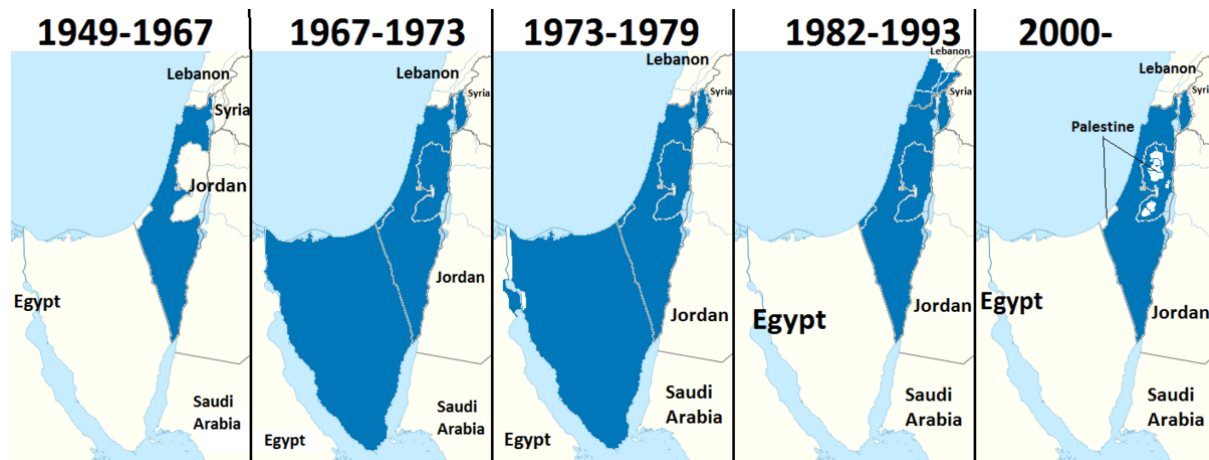 1949-1967
Lebanon
Syria
Jordan
Egypt
Saudi
Arabia
1967-1973
Lebanon
Syria
Jordan
Saudi
Arabia
Egypt
1973-1979
Lebanon
Syria
Jordan
Saudi
Arabia
Egypt
1982-1993
Lebanon
Syria
Jordan
Egypt
Saudi
Arabia
2000-
Lebanon
Syria
Palestine
Egypt
Jordan
Saudi
Arabia